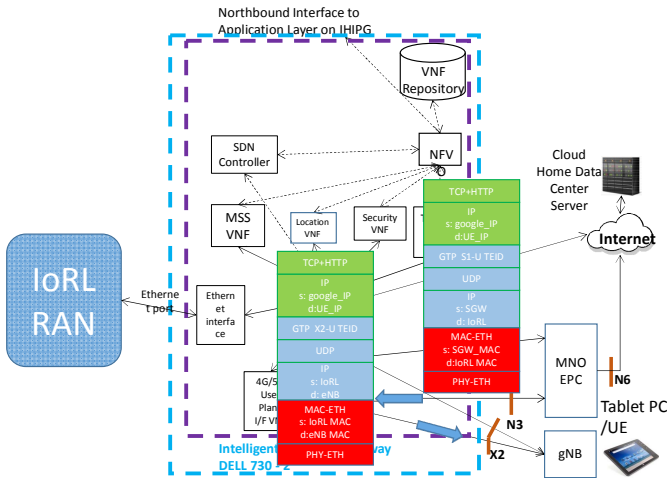 Northbound Interface to
Application Layer on IHIPG
VNF
Repository
NFV
O
SDN
Controller
Cloud
Home Data
Center
Server
TCP+HTTP
IP
s: google_IP
d:UE_IP
GTP S1-U TEID
UDP
IP
s: SGW
d: IoRL
MAC-ETH
s: SGW_MAC
d:IoRL MAC
PHY-ETH
MSS
VNF
Location
VNF
Security
VNF
Internet
IoRL
RAN
Etherne
t port
Ethern
et interfa
ce
TCP+HTTP
IP
s: google_IP
d:UE_IP
GTP X2-U TEID
UDP
IP
s: IoRL
d: eNB
MAC-ETH
s: IoRL MAC
d:eNB MAC
PHY-ETH
4G/5
Use
Plan
I/F V
MNO
EPC
N6
N3
X2
gNB
Tablet PC
/UE
Intelligent
way
DELL 730 - 2